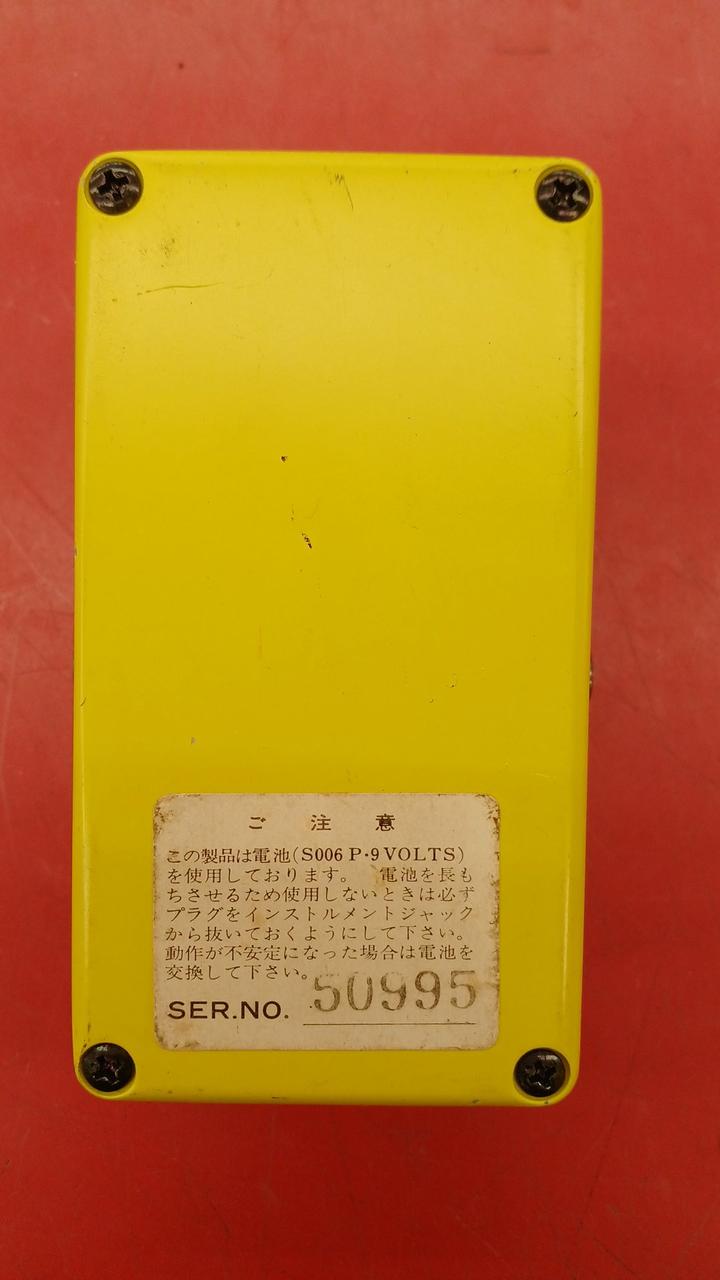 ご 注 意
この製品は電池(S006 P・9 VOLTS)
を使用しております。 電池を長も
ちさせるため使用しないときは必ず
プラグをインストルメントジャック
から抜いておくようにして下さい。
動作が不安定になった場合は電池を
交換して下さい。
SER.NO. 50995